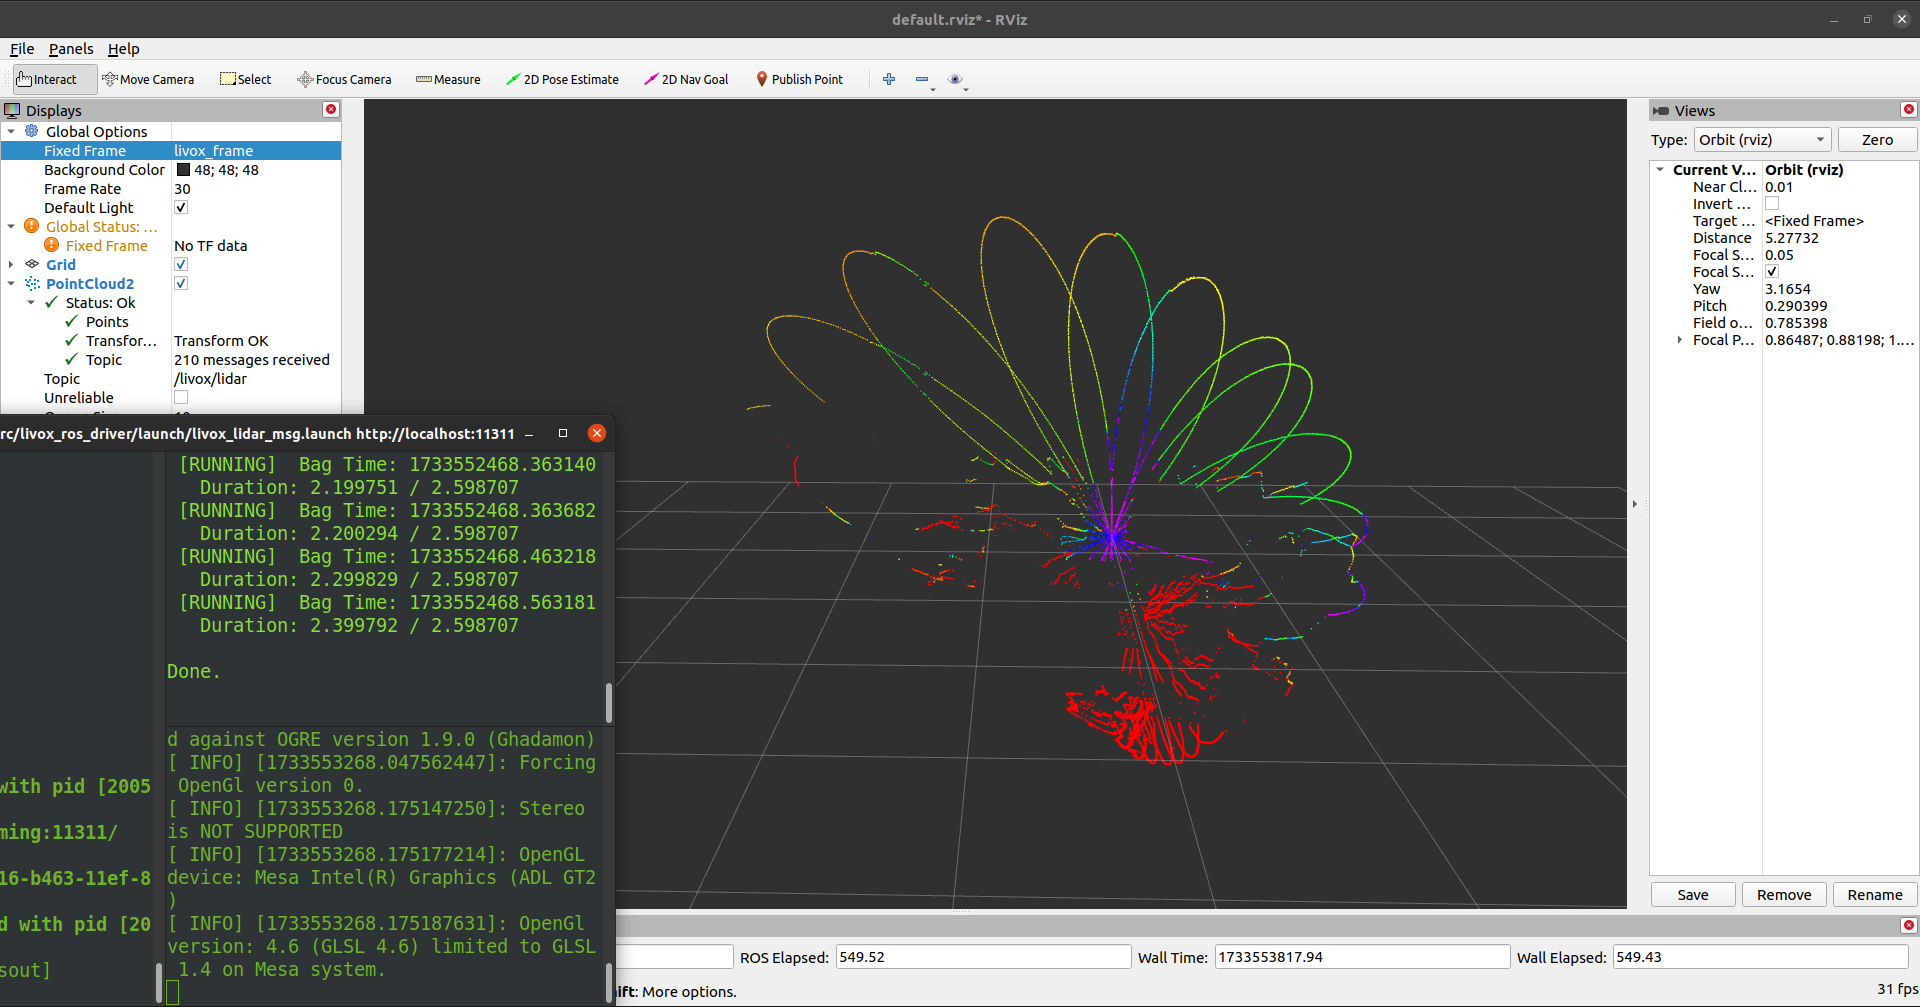 default.rviz* - RViz
File Panels Help
Interact Move Camera Select Focus Camera Measure 2D Pose Estimate 2D Nav Goal Publish Point
Displays
Global Options
Fixed Frame livox_frame
Background Color 48; 48; 48
Frame Rate 30
Default Light
Global Status: ...
Fixed Frame No TF data
Grid
PointCloud2
Status: Ok
Points
Transfor... Transform OK
Topic 210 messages received
Topic /livox/lidar
Unreliable
rc/livox_ros_driver/launch/livox_lidar_msg.launch http://localhost:11311
[RUNNING]  Bag Time: 1733552468.363140
Duration: 2.199751 / 2.598707
[RUNNING]  Bag Time: 1733552468.363682
Duration: 2.200294 / 2.598707
[RUNNING]  Bag Time: 1733552468.463218
Duration: 2.299829 / 2.598707
[RUNNING]  Bag Time: 1733552468.563181
Duration: 2.399792 / 2.598707
Done.
d against OGRE version 1.9.0 (Ghadamon)
[ INFO] [1733553268.047562447]: Forcing
OpenGl version 0.
[ INFO] [1733553268.175147250]: Stereo
is NOT SUPPORTED
[ INFO] [1733553268.175177214]: OpenGL
device: Mesa Intel(R) Graphics (ADL GT2
)
[ INFO] [1733553268.175187631]: OpenGl
version: 4.6 (GLSL 4.6) limited to GLSL
1.4 on Mesa system.
with pid [2005
ming:11311/
16-b463-11ef-8
d with pid [20
sout]
Views
Type: Orbit (rviz) Zero
Current V... Orbit (rviz)
Near Cl... 0.01
Invert ...
Target ... <Fixed Frame>
Distance 5.27732
Focal S... 0.05
Focal S...
Yaw 3.1654
Pitch 0.290399
Field o... 0.785398
Focal P... 0.86487; 0.88198; 1....
Save Remove Rename
ROS Elapsed: 549.52 Wall Time: 1733553817.94 Wall Elapsed: 549.43
ift: More options.
31 fps